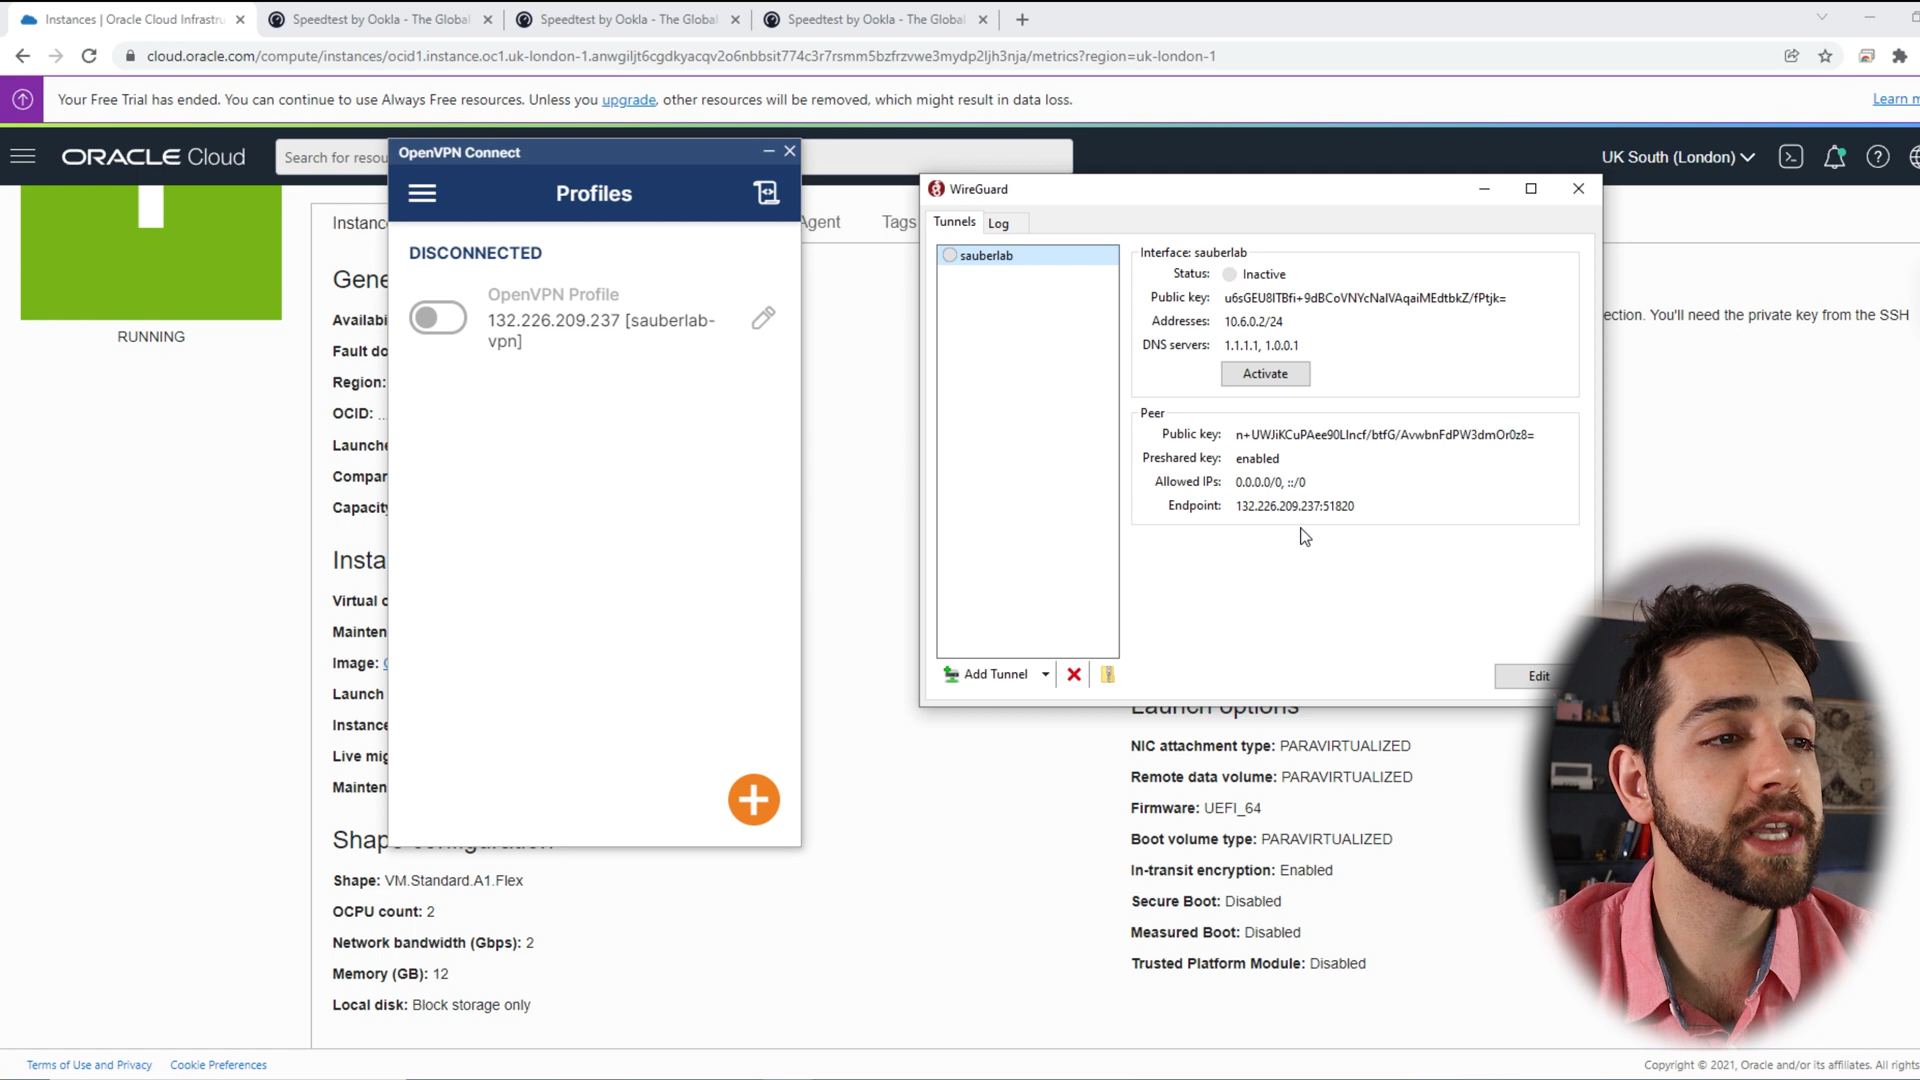 Instances | Oracle Cloud Infrastru
Speedtest by Ookla - The Global
Speedtest by Ookla - The Global
Speedtest by Ookla - The Global
cloud.oracle.com/compute/instances/ocid1.instance.oc1.uk-london-1.anwgiljt6cgdkyacqv2o6nbbsit774c3r7rsmm5bzfrzvwe3mydp2ljh3nja/metrics?region=uk-london-1
Your Free Trial has ended. You can continue to use Always Free resources. Unless you upgrade, other resources will be removed, which might result in data loss.
Learn m
ORACLE Cloud
Search for resou
UK South (London)
OpenVPN Connect
Profiles
DISCONNECTED
OpenVPN Profile
132.226.209.237 [sauberlab-
vpn]
WireGuard
Tunnels
Log
sauberlab
Interface: sauberlab
Status: Inactive
Public key: u6sGEU8ITBfi+9dBCoVNYcNaIVAqaiMEdtbkZ/fPtjk=
Addresses: 10.6.0.2/24
DNS servers: 1.1.1.1, 1.0.0.1
Activate
Peer
Public key: n+UWJiKCuPAee90LIncf/btfG/AvwbnFdPW3dmOr0z8=
Preshared key: enabled
Allowed IPs: 0.0.0.0/0, ::/0
Endpoint: 132.226.209.237:51820
Add Tunnel
Edit
RUNNING
Instanc
Agent
Tags
ection. You'll need the private key from the SSH
Gene
Availabi
Fault do
Region:
OCID: ...
Launche
Compar
Capacity
Insta
Virtual c
Mainten
Image:
Launch
Instance
Live mig
Mainten
Shape configuration
Shape: VM.Standard.A1.Flex
OCPU count: 2
Network bandwidth (Gbps): 2
Memory (GB): 12
Local disk: Block storage only
Launch options
NIC attachment type: PARAVIRTUALIZED
Remote data volume: PARAVIRTUALIZED
Firmware: UEFI_64
Boot volume type: PARAVIRTUALIZED
In-transit encryption: Enabled
Secure Boot: Disabled
Measured Boot: Disabled
Trusted Platform Module: Disabled
Terms of Use and Privacy
Cookie Preferences
Copyright © 2021, Oracle and/or its affiliates. All rights